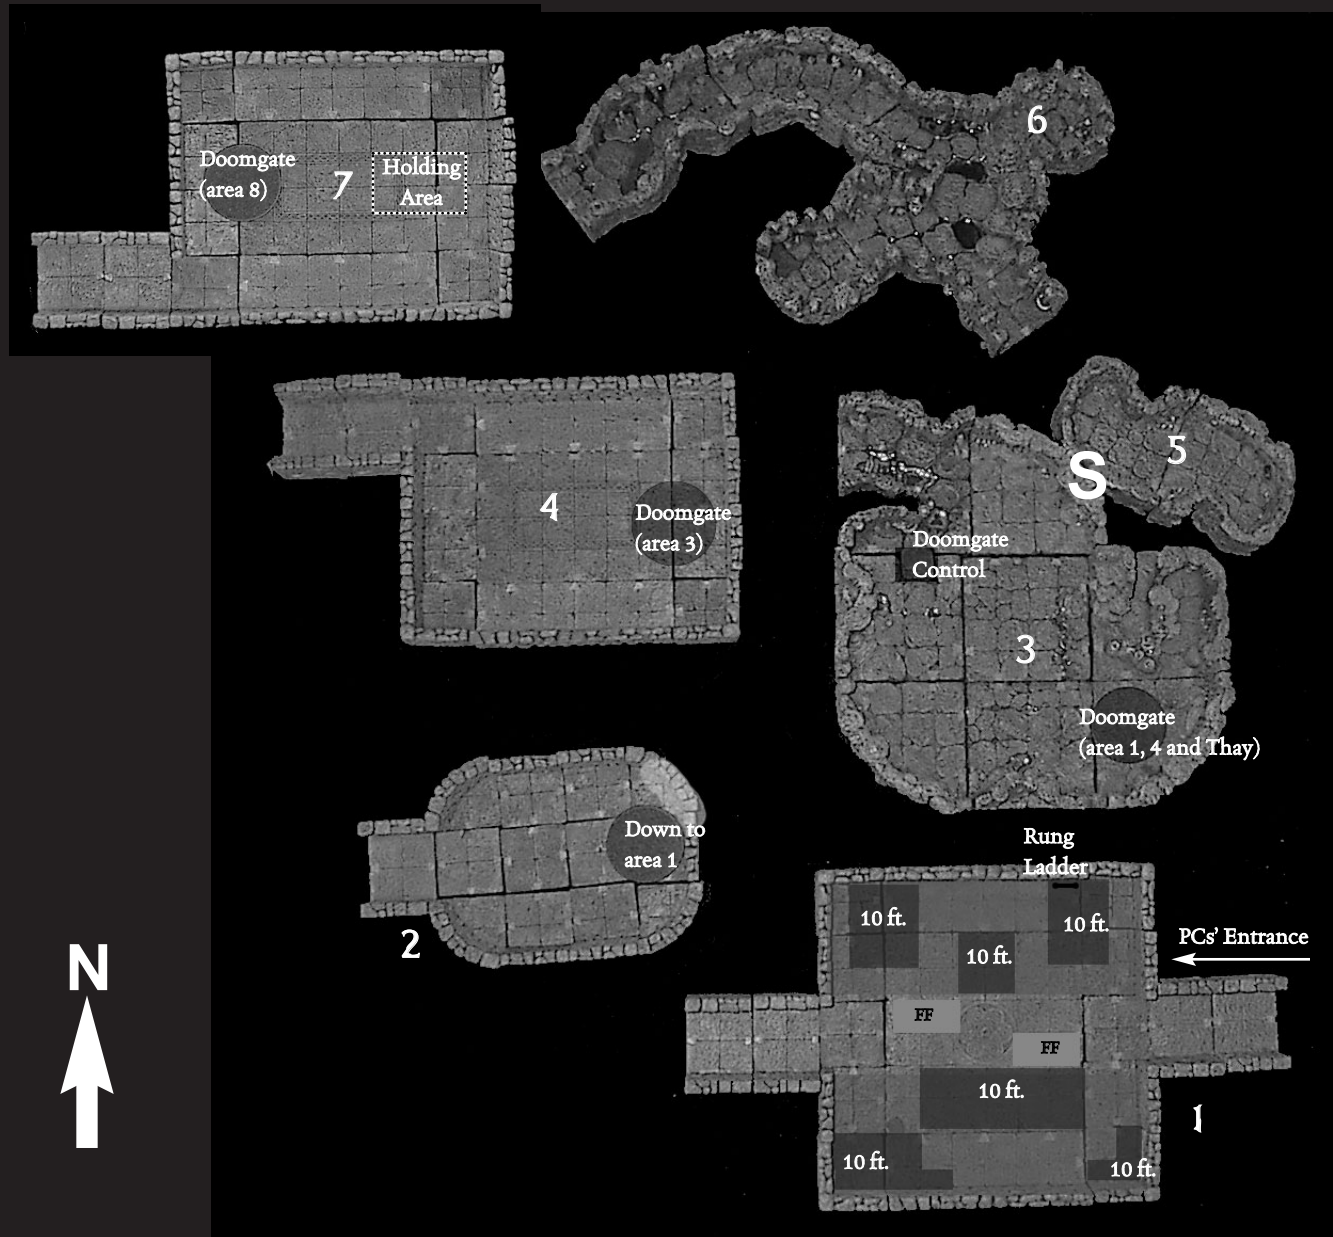 6
Doomgate
(area 8)
7
Holding
Area
4
Doomgate
(area 3)
5
S
Doomgate
Control
3
Doomgate
(area 1, 4 and Thay)
Down to
area 1
2
Rung
Ladder
10 ft.
10 ft.
10 ft.
PCs' Entrance
FF
FF
10 ft.
1
10 ft.
10 ft.
N